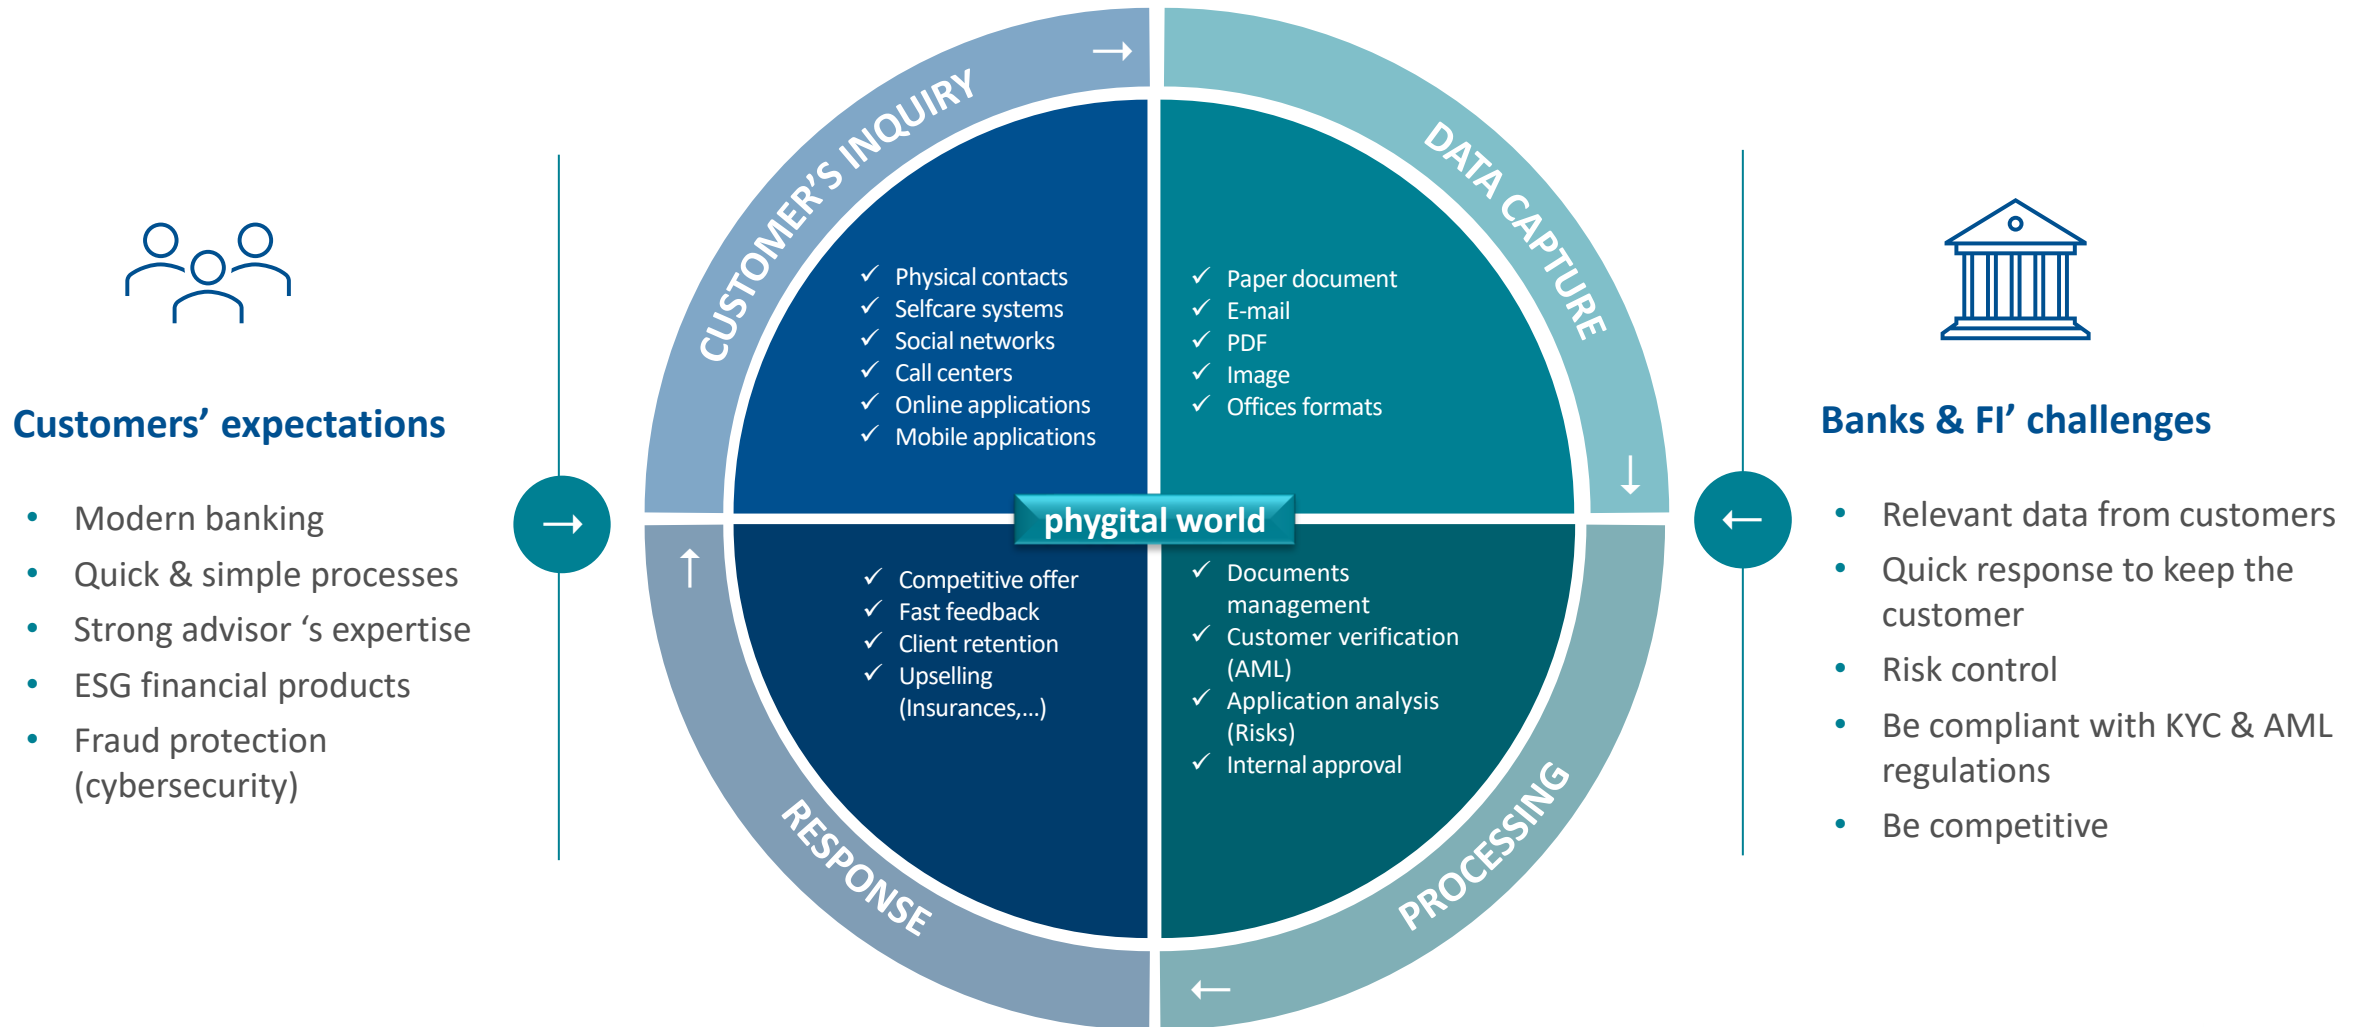 Customers’ expectations
• Modern banking
• Quick & simple processes
• Strong advisor ‘s expertise
• ESG financial products
• Fraud protection
(cybersecurity)
CUSTOMER’S INQUIRY
✓ Physical contacts
✓ Selfcare systems
✓ Social networks
✓ Call centers
✓ Online applications
✓ Mobile applications
DATA CAPTURE
✓ Paper document
✓ E-mail
✓ PDF
✓ Image
✓ Offices formats
phygital world
✓ Competitive offer
✓ Fast feedback
✓ Client retention
✓ Upselling
(Insurances,...)
RESPONSE
✓ Documents
management
✓ Customer verification
(AML)
✓ Application analysis
(Risks)
✓ Internal approval
PROCESSING
Banks & FI’ challenges
• Relevant data from customers
• Quick response to keep the
customer
• Risk control
• Be compliant with KYC & AML
regulations
• Be competitive